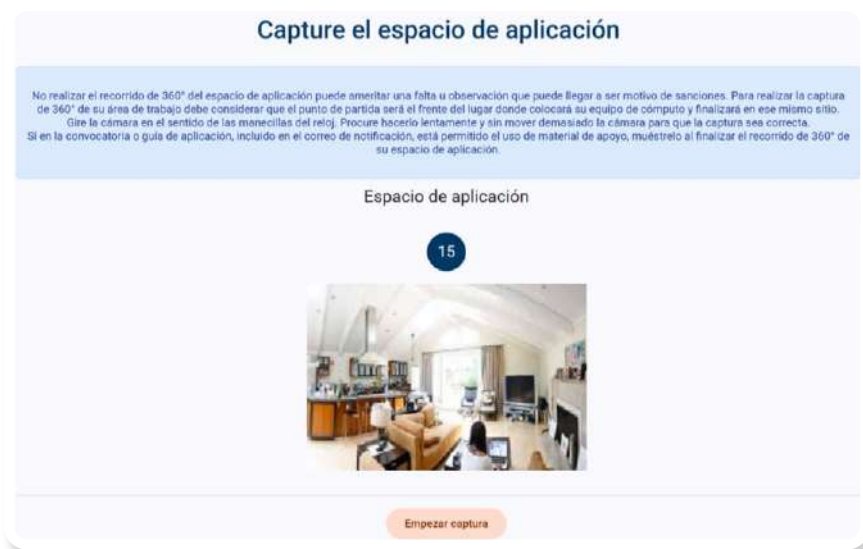 Capture el espacio de aplicación
No realizar el recorrido de 360° del espacio de aplicación puede ameritar una falta u observación que puede llegar a ser motivo de sanciones. Para realizar la captura
de 360° de su área de trabajo debe considerar que el punto de partida será el frente del lugar donde colocará su equipo de cómputo y finalizará en ese mismo sitio.
Gire la cámara en el sentido de las manecillas del reloj. Procure hacerlo lentamente y sin mover demasiado la cámara para que la captura sea correcta.
Si en la convocatoria o guía de aplicación, incluido en el correo de notificación, está permitido el uso de material de apoyo, muéstrelo al finalizar el recorrido de 360° de
su espacio de aplicación.
Espacio de aplicación
15
Empezar captura